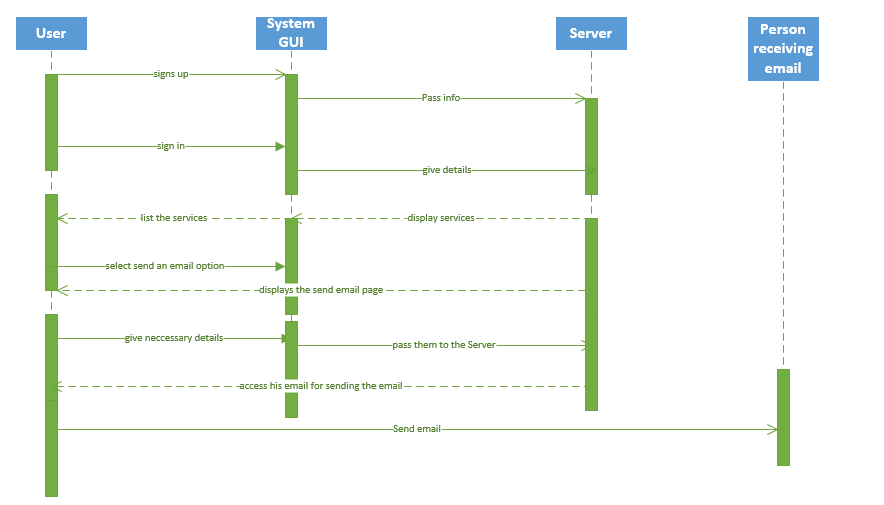 User
System
GUI
Server
Person
receiving
email
signs up
Pass info
sign in
give details
list the services
display services
select send an email option
displays the send email page
give neccessary details
pass them to the Server
access his email for sending the email
Send email